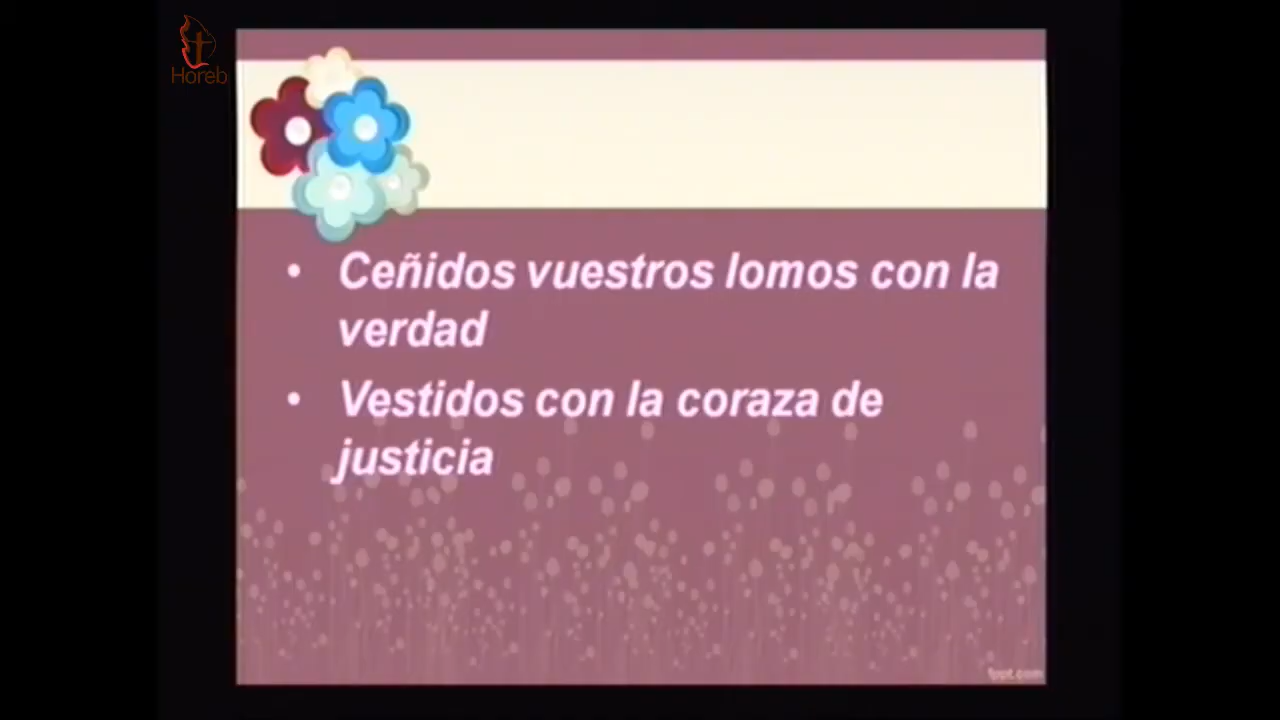 Horeb
• Ceñidos vuestros lomos con la
verdad
• Vestidos con la coraza de
justicia
fppt.com